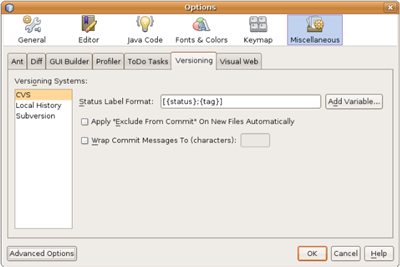 Options
General Editor Java Code Fonts & Colors Keymap Miscellaneous
Ant Diff GUI Builder Profiler ToDo Tasks Versioning Visual Web
Versioning Systems:
CVS
Local History
Subversion
Status Label Format: [{status};{tag}] Add Variable...
Apply "Exclude From Commit" On New Files Automatically
Wrap Commit Messages To (characters):
Advanced Options OK Cancel Help